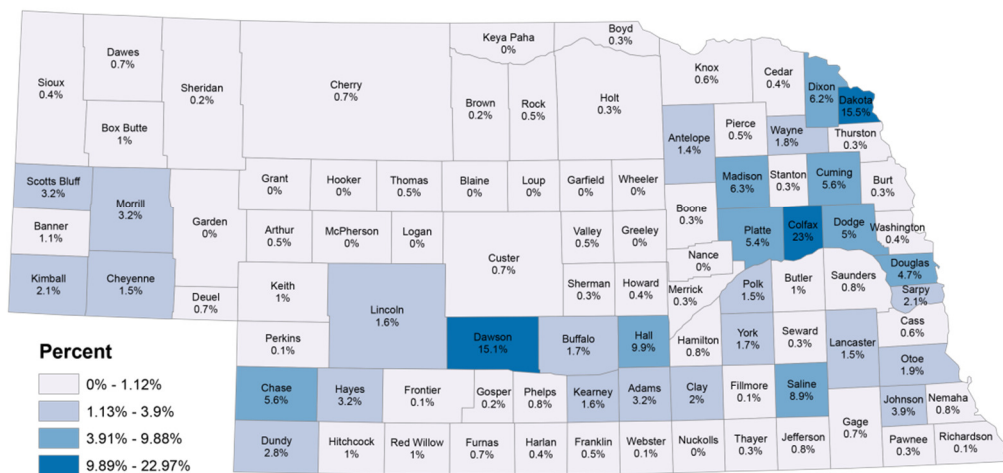 Boyd
0.3%
Keya Paha
0%
Dawes
0.7%
Sioux
0.4%
Sheridan
0.2%
Cherry
0.7%
Brown
0.2%
Rock
0.5%
Holt
0.3%
Knox
0.6%
Cedar
0.4%
Dixon
6.2%
Dakota
15.5%
Box Butte
1%
Antelope
1.4%
Pierce
0.5%
Wayne
1.8%
Thurston
0.3%
Scotts Bluff
3.2%
Morrill
3.2%
Garden
0%
Grant
0%
Hooker
0%
Thomas
0.5%
Blaine
0%
Loup
0%
Garfield
0%
Wheeler
0%
Madison
6.3%
Stanton
0.3%
Cuming
5.6%
Burt
0.3%
Banner
1.1%
Arthur
0.5%
McPherson
0%
Logan
0%
Custer
0.7%
Valley
0.5%
Greeley
0%
Boone
0.3%
Platte
5.4%
Colfax
23%
Dodge
5%
Washington
0.4%
Kimball
2.1%
Cheyenne
1.5%
Deuel
0.7%
Keith
1%
Lincoln
1.6%
Sherman
0.3%
Howard
0.4%
Nance
0%
Merrick
0.3%
Polk
1.5%
Butler
1%
Saunders
0.8%
Douglas
4.7%
Sarpy
2.1%
Perkins
0.1%
Dawson
15.1%
Buffalo
1.7%
Hall
9.9%
Hamilton
0.8%
York
1.7%
Seward
0.3%
Lancaster
1.5%
Cass
0.6%
Otoe
1.9%
Chase
5.6%
Hayes
3.2%
Frontier
0.1%
Gosper
0.2%
Phelps
0.8%
Kearney
1.6%
Adams
3.2%
Clay
2%
Fillmore
0.1%
Saline
8.9%
Gage
0.7%
Johnson
3.9%
Nemaha
0.8%
Dundy
2.8%
Hitchcock
1%
Red Willow
1%
Furnas
0.7%
Harlan
0.4%
Franklin
0.5%
Webster
0.1%
Nuckolls
0%
Thayer
0.3%
Jefferson
0.8%
Pawnee
0.3%
Richardson
0.1%
Percent
0% - 1.12%
1.13% - 3.9%
3.91% - 9.88%
9.89% - 22.97%